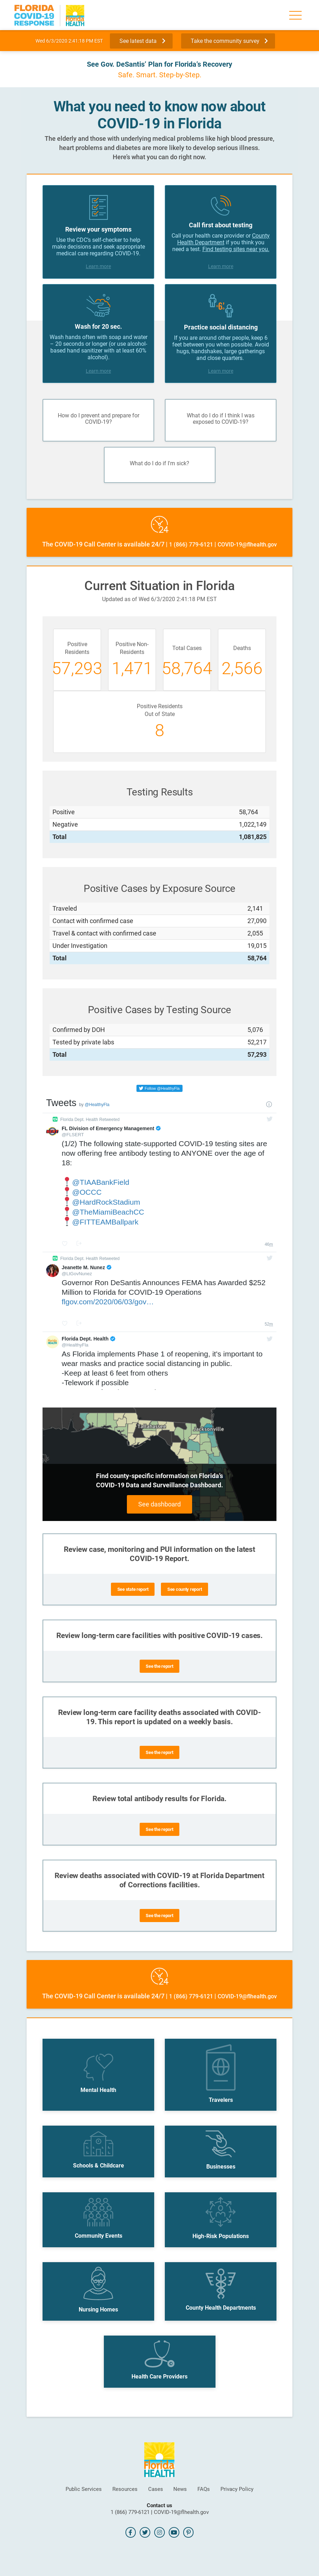 FLORIDA
COVID-19
RESPONSE
Florida
HEALTH
Wed 6/3/2020 2:41:18 PM EST
See latest data
Take the community survey
See Gov. DeSantis' Plan for Florida's Recovery
Safe. Smart. Step-by-Step.
What you need to know now about
COVID-19 in Florida
The elderly and those with underlying medical problems like high blood pressure,
heart problems and diabetes are more likely to develop serious illness.
Here's what you can do right now.
Review your symptoms
Use the CDC's self-checker to help
make decisions and seek appropriate
medical care regarding COVID-19.
Learn more
Call first about testing
Call your health care provider or County
Health Department if you think you
need a test. Find testing sites near you.
Learn more
Wash for 20 sec.
Wash hands often with soap and water
– 20 seconds or longer (or use alcohol-
based hand sanitizer with at least 60%
alcohol).
Learn more
Practice social distancing
If you are around other people, keep 6
feet between you when possible. Avoid
hugs, handshakes, large gatherings
and close quarters.
Learn more
How do I prevent and prepare for
COVID-19?
What do I do if I think I was
exposed to COVID-19?
What do I do if I'm sick?
24
The COVID-19 Call Center is available 24/7 | 1 (866) 779-6121 | COVID-19@flhealth.gov
Current Situation in Florida
Updated as of Wed 6/3/2020 2:41:18 PM EST
Positive
Residents
57,293
Positive Non-
Residents
1,471
Total Cases
58,764
Deaths
2,566
Positive Residents
Out of State
8
Testing Results
Positive 58,764
Negative 1,022,149
Total 1,081,825
Positive Cases by Exposure Source
Traveled 2,141
Contact with confirmed case 27,090
Travel & contact with confirmed case 2,055
Under Investigation 19,015
Total 58,764
Positive Cases by Testing Source
Confirmed by DOH 5,076
Tested by private labs 52,217
Total 57,293
Follow @HealthyFla
Tweets by @HealthyFla
Florida Dept. Health Retweeted
FL Division of Emergency Management
@FLSERT
(1/2) The following state-supported COVID-19 testing sites are
now offering free antibody testing to ANYONE over the age of
18:
@TIAABankField
@OCCC
@HardRockStadium
@TheMiamiBeachCC
@FITTEAMBallpark
46m
Florida Dept. Health Retweeted
Jeanette M. Nunez
@LtGovNunez
Governor Ron DeSantis Announces FEMA has Awarded $252
Million to Florida for COVID-19 Operations
flgov.com/2020/06/03/gov…
52m
Florida Dept. Health
@HealthyFla
As Florida implements Phase 1 of reopening, it's important to
wear masks and practice social distancing in public.
-Keep at least 6 feet from others
-Telework if possible
Tallahassee
Jacksonville
Find county-specific information on Florida's
COVID-19 Data and Surveillance Dashboard.
See dashboard
Review case, monitoring and PUI information on the latest
COVID-19 Report.
See state report
See county report
Review long-term care facilities with positive COVID-19 cases.
See the report
Review long-term care facility deaths associated with COVID-
19. This report is updated on a weekly basis.
See the report
Review total antibody results for Florida.
See the report
Review deaths associated with COVID-19 at Florida Department
of Corrections facilities.
See the report
24
The COVID-19 Call Center is available 24/7 | 1 (866) 779-6121 | COVID-19@flhealth.gov
Mental Health
Travelers
Schools & Childcare
Businesses
Community Events
High-Risk Populations
Nursing Homes
County Health Departments
Health Care Providers
Florida
HEALTH
Public Services
Resources
Cases
News
FAQs
Privacy Policy
Contact us
1 (866) 779-6121 | COVID-19@flhealth.gov